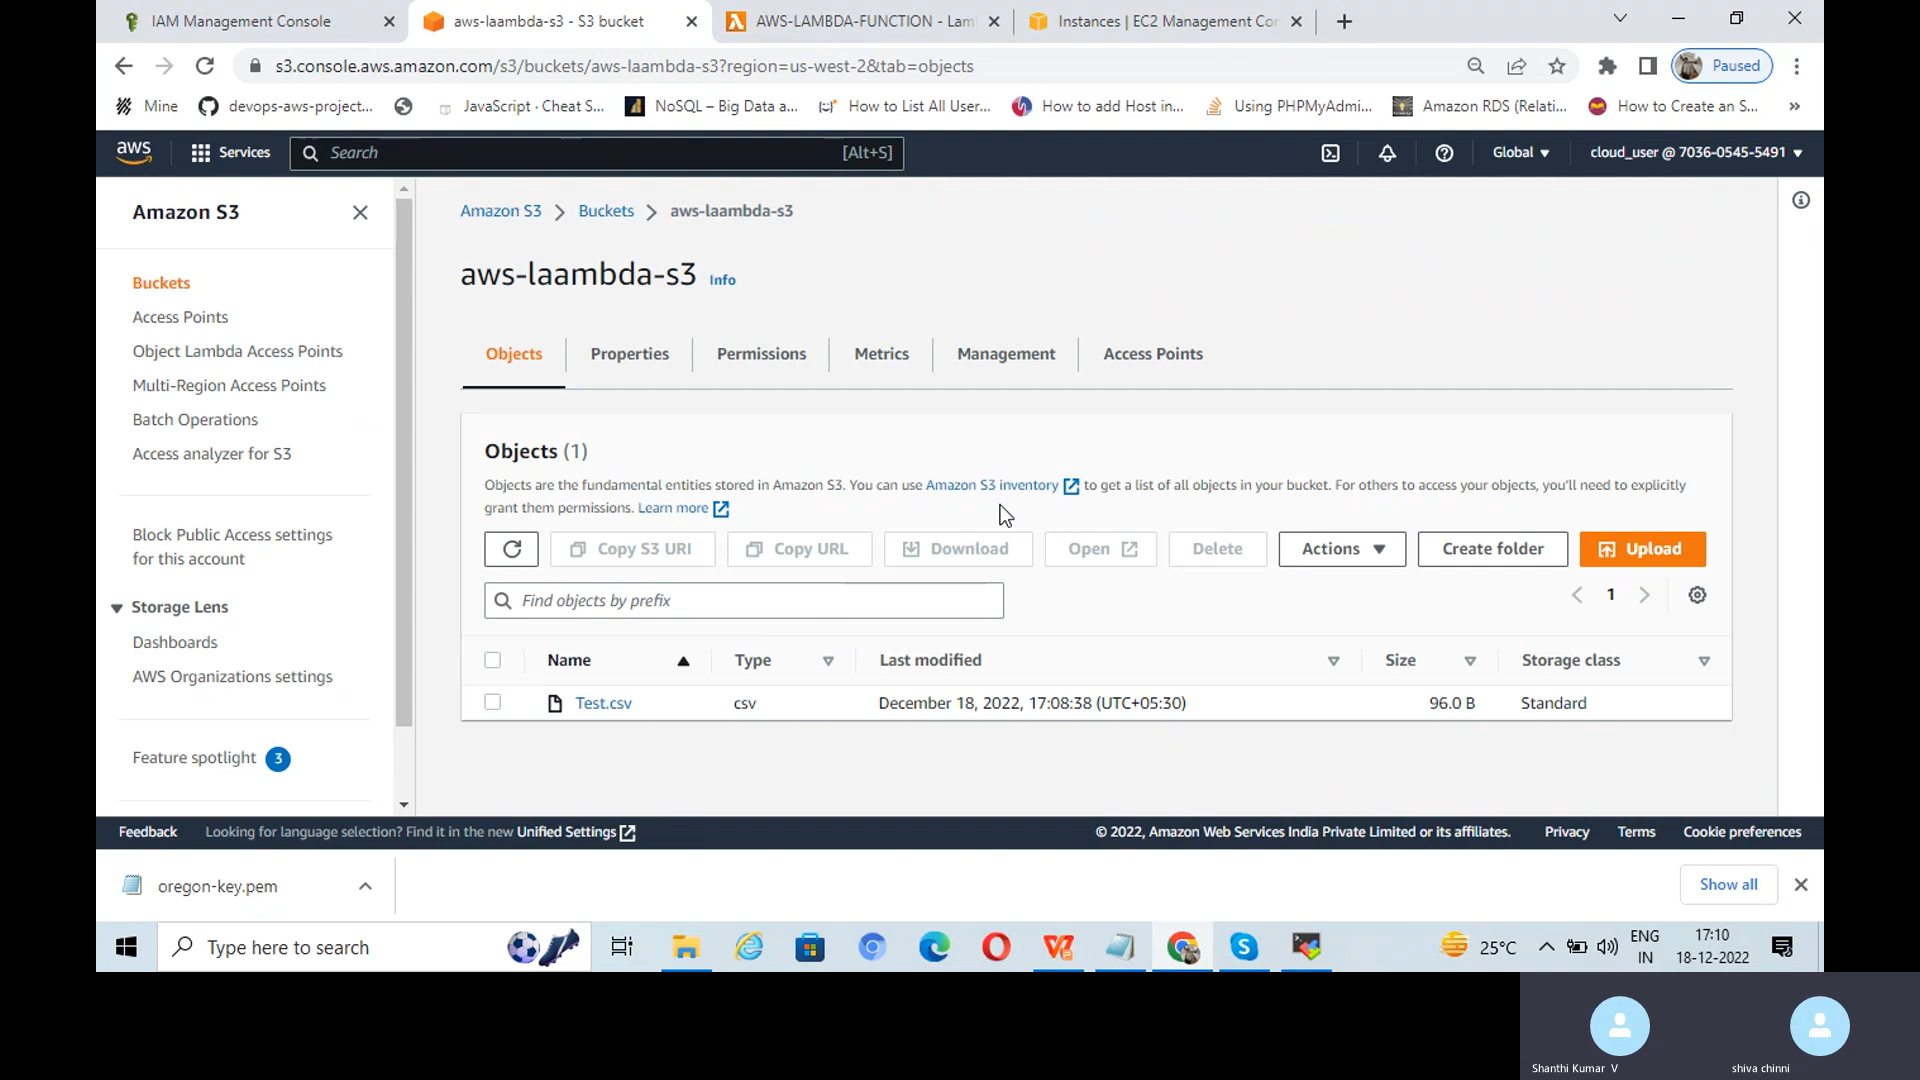 IAM Management Console
aws-laambda-s3 - S3 bucket
AWS-LAMBDA-FUNCTION - Lam
Instances | EC2 Management Con
s3.console.aws.amazon.com/s3/buckets/aws-laambda-s3?region=us-west-2&tab=objects
Paused
Mine
devops-aws-project...
JavaScript · Cheat S...
NoSQL – Big Data a...
How to List All User...
How to add Host in...
Using PHPMyAdmi...
Amazon RDS (Relati...
How to Create an S...
»
aws
Services
Search
[Alt+S]
Global
cloud_user @ 7036-0545-5491
Amazon S3
Buckets
Access Points
Object Lambda Access Points
Multi-Region Access Points
Batch Operations
Access analyzer for S3
Block Public Access settings
for this account
Storage Lens
Dashboards
AWS Organizations settings
Feature spotlight 3
Amazon S3 > Buckets > aws-laambda-s3
aws-laambda-s3 Info
Objects
Properties
Permissions
Metrics
Management
Access Points
Objects (1)
Objects are the fundamental entities stored in Amazon S3. You can use Amazon S3 inventory to get a list of all objects in your bucket. For others to access your objects, you'll need to explicitly
grant them permissions. Learn more
Copy S3 URI
Copy URL
Download
Open
Delete
Actions
Create folder
Upload
Find objects by prefix
1
Name Type Last modified Size Storage class
Test.csv csv December 18, 2022, 17:08:38 (UTC+05:30) 96.0 B Standard
Feedback
Looking for language selection? Find it in the new Unified Settings
© 2022, Amazon Web Services India Private Limited or its affiliates.
Privacy
Terms
Cookie preferences
oregon-key.pem
Show all
Type here to search
25°C
ENG
IN
17:10
18-12-2022
Shanthi Kumar V
shiva chinni